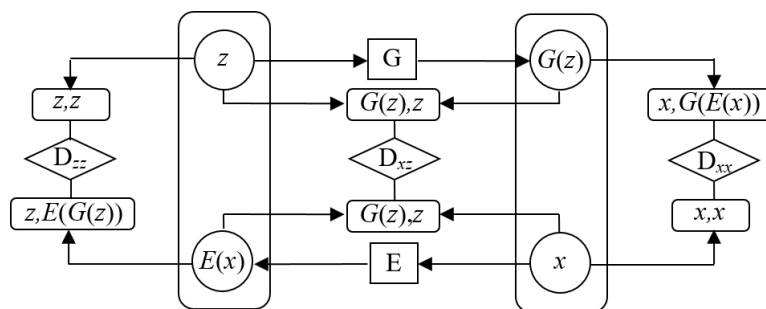 z G G(z)
z,z G(z),z x,G(E(x))
D_zz D_xz D_xx
z,E(G(z)) G(z),z x,x
E(x) E x